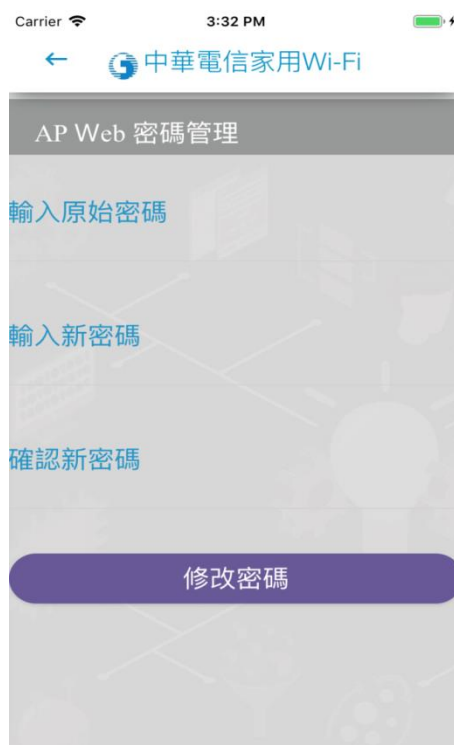 Carrier 3:32 PM
中華電信家用Wi-Fi
AP Web 密碼管理
輸入原始密碼
輸入新密碼
確認新密碼
修改密碼